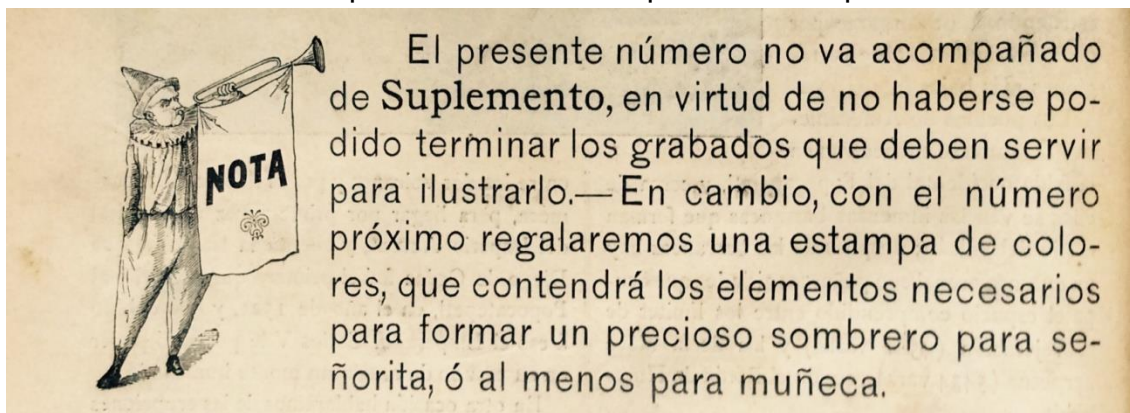 NOTA
El presente número no va acompañado
de Suplemento, en virtud de no haberse po-
dido terminar los grabados que deben servir
para ilustrarlo.—En cambio, con el número
próximo regalaremos una estampa de colo-
res, que contendrá los elementos necesarios
para formar un precioso sombrero para se-
ñorita, ó al menos para muñeca.